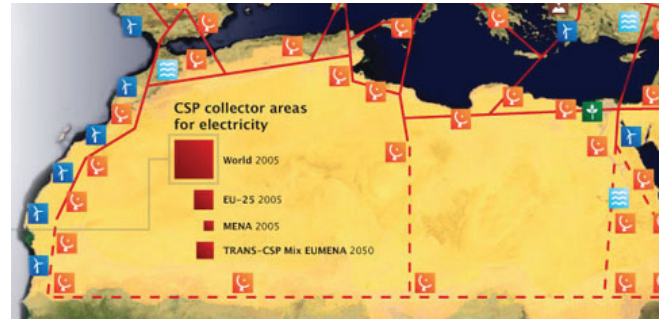 CSP collector areas
for electricity
World 2005
EU-25 2005
MENA 2005
TRANS-CSP Mix EUMENA 2050